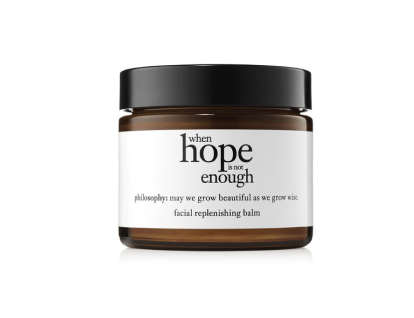 when
hope
is not
enough
philosophy: may we grow beautiful as we grow wise.
facial replenishing balm